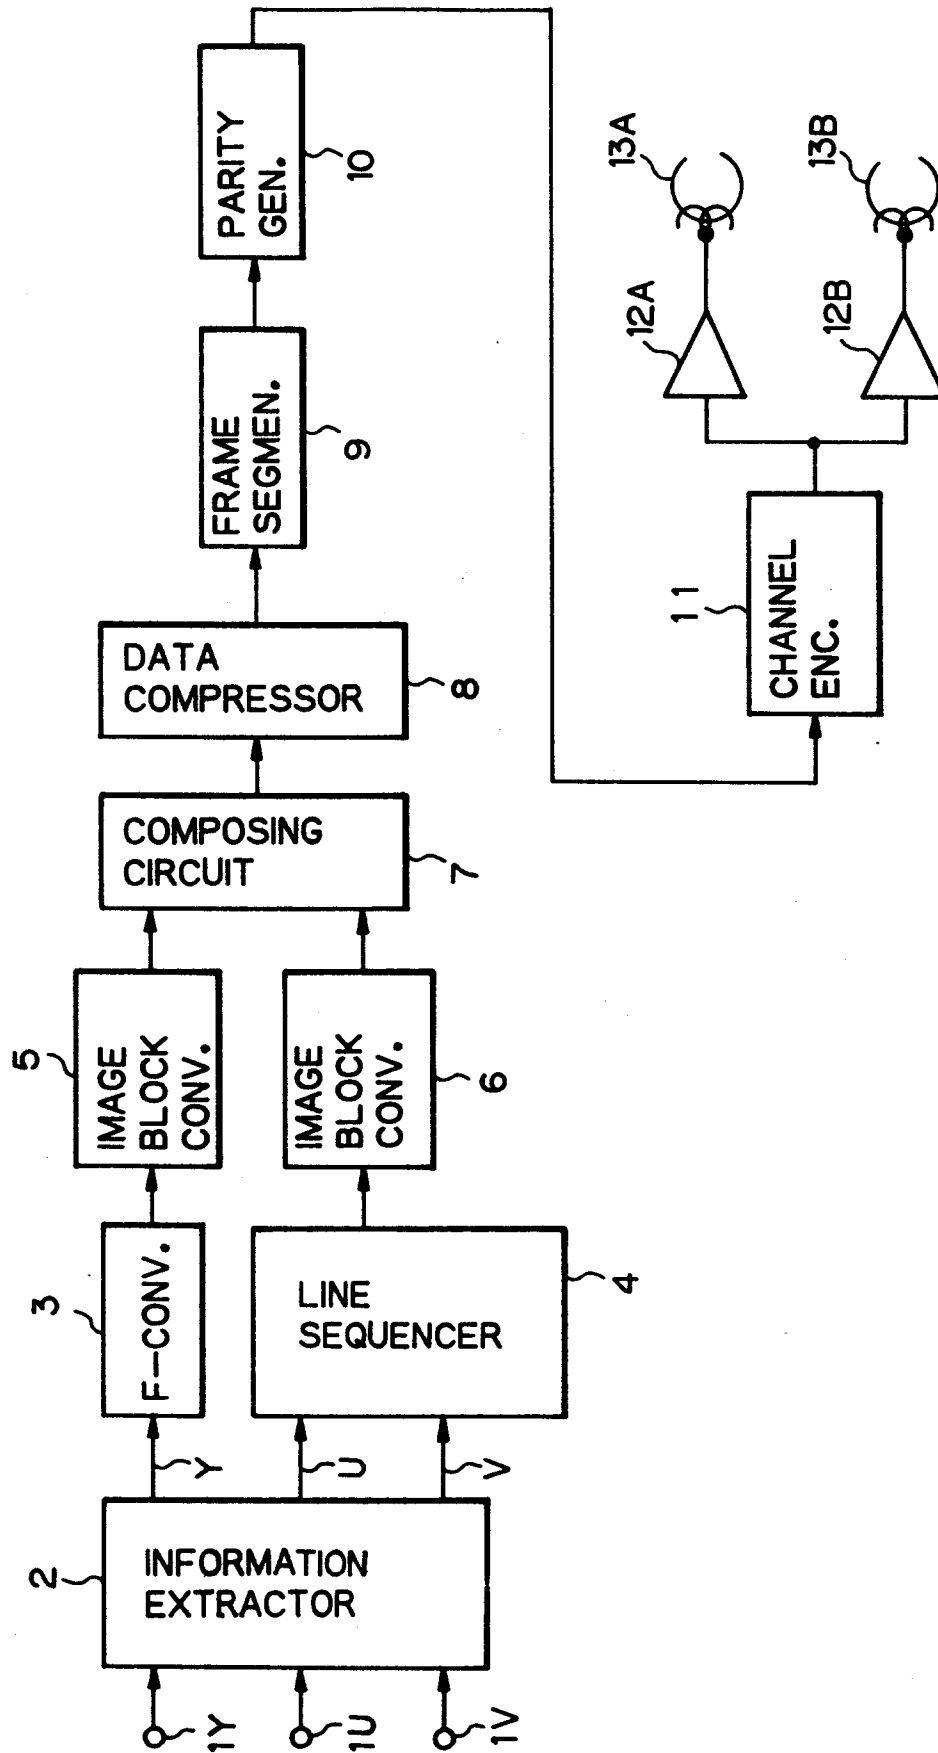 1Y
1U
1V
2
INFORMATION
EXTRACTOR
Y
U
V
3
F-CONV.
LINE
SEQUENCER
4
5
IMAGE
BLOCK
CONV.
IMAGE
BLOCK
CONV.
6
COMPOSING
CIRCUIT
7
DATA
COMPRESSOR
8
FRAME
SEGMEN.
9
PARITY
GEN.
10
11
CHANNEL
ENC.
12A
12B
13A
13B